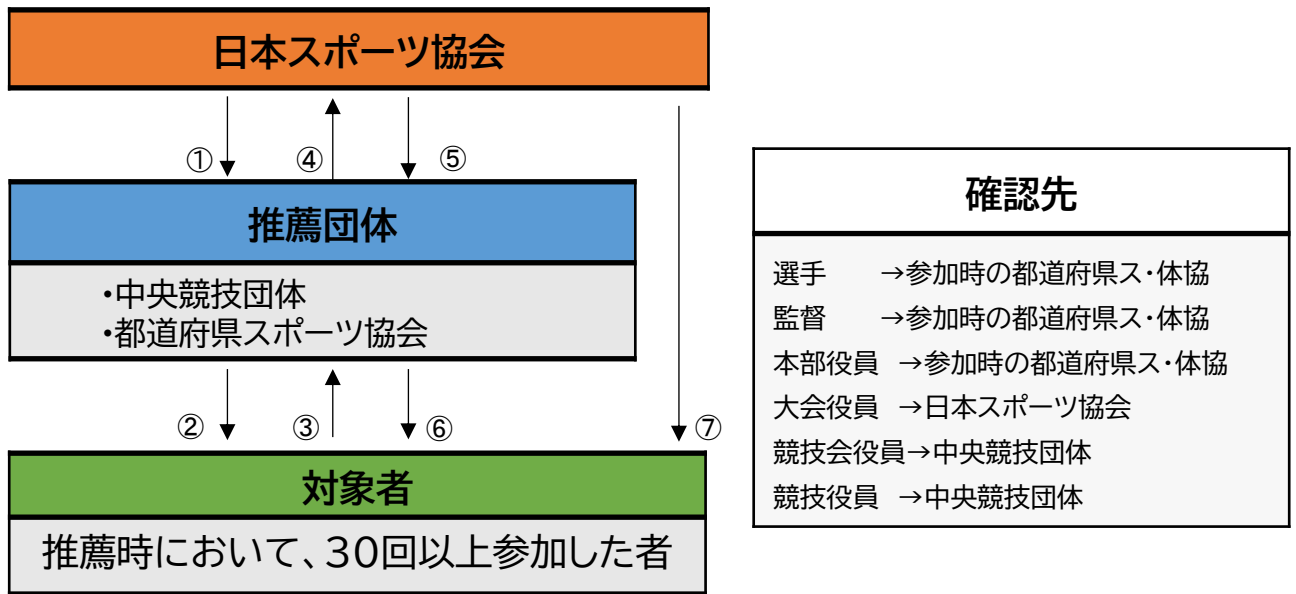 日本スポーツ協会
① ④ ⑤
推薦団体
・中央競技団体
・都道府県スポーツ協会
② ③ ⑥ ⑦
対象者
推薦時において、30回以上参加した者
確認先
選手 →参加時の都道府県ス・体協
監督 →参加時の都道府県ス・体協
本部役員 →参加時の都道府県ス・体協
大会役員 →日本スポーツ協会
競技会役員→中央競技団体
競技役員 →中央競技団体